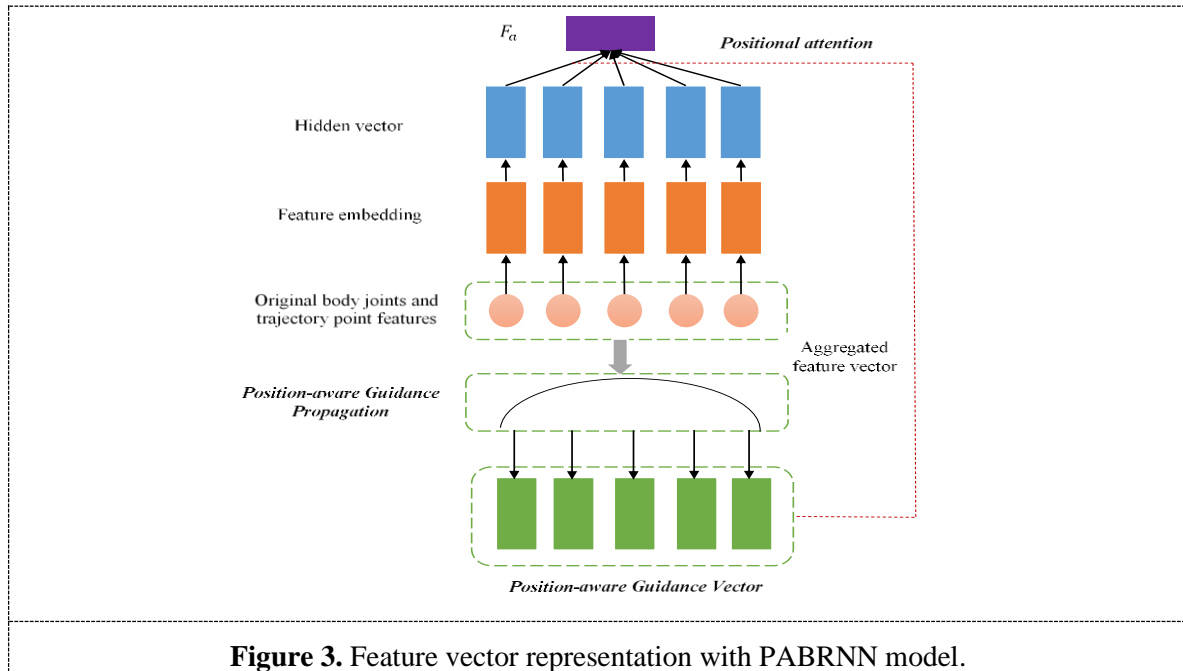 Fa
Positional attention
Hidden vector
Feature embedding
Original body joints and
trajectory point features
Aggregated
feature vector
Position-aware Guidance
Propagation
Position-aware Guidance Vector
Figure 3. Feature vector representation with PABRNN model.